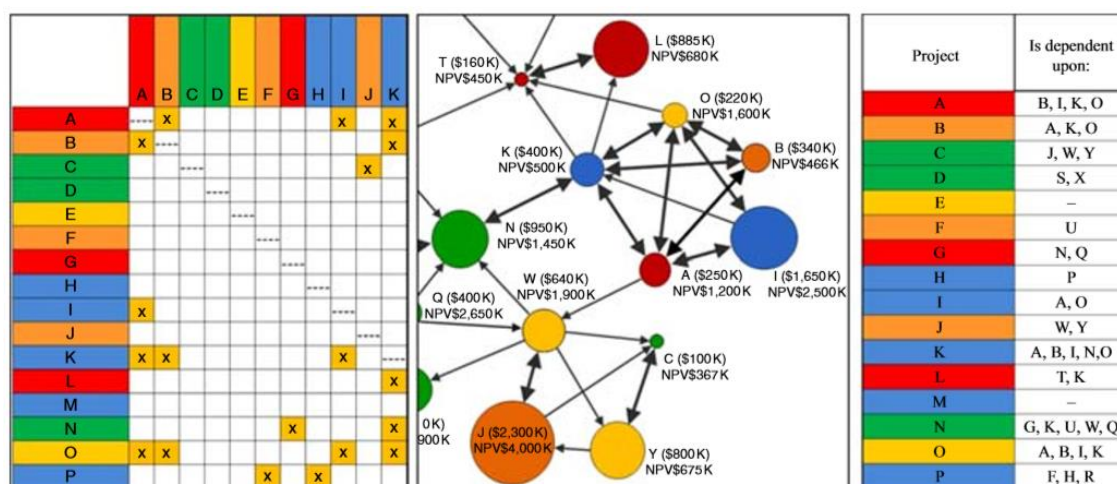 A B C D E F G H I J K
A ---- x x x
B x ---- x
C ---- x
D ----
E ----
F ----
G ----
H ----
I x ----
J ----
K x x x ----
L x
M
N x x
O x x x x
P x x
L ($885K)
NPV$680K
T ($160K)
NPV$450K
O ($220K)
NPV$1,600K
B ($340K)
NPV$466K
K ($400K)
NPV$500K
N ($950K)
NPV$1,450K
A ($250K)
NPV$1,200K
I ($1,650K)
NPV$2,500K
W ($640K)
NPV$1,900K
Q ($400K)
NPV$2,650K
C ($100K)
NPV$367K
0K)
900K
J ($2,300K)
NPV$4,000K
Y ($800K)
NPV$675K
Project Is dependent
upon:
A B, I, K, O
B A, K, O
C J, W, Y
D S, X
E –
F U
G N, Q
H P
I A, O
J W, Y
K A, B, I, N,O
L T, K
M –
N G, K, U, W, Q
O A, B, I, K
P F, H, R